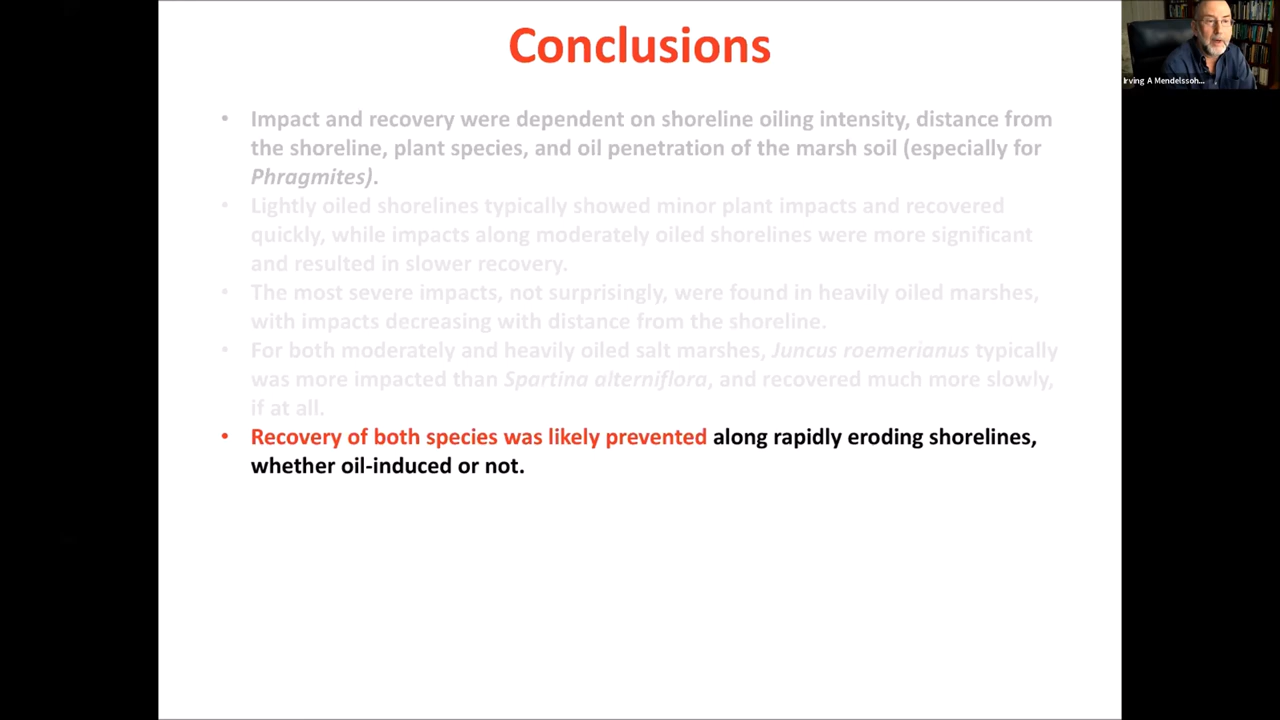 Conclusions
Irving A Mendelssoh...
• Impact and recovery were dependent on shoreline oiling intensity, distance from
the shoreline, plant species, and oil penetration of the marsh soil (especially for
Phragmites).
• Lightly oiled shorelines typically showed minor plant impacts and recovered
quickly, while impacts along moderately oiled shorelines were more significant
and resulted in slower recovery.
• The most severe impacts, not surprisingly, were found in heavily oiled marshes,
with impacts decreasing with distance from the shoreline.
• For both moderately and heavily oiled salt marshes, Juncus roemerianus typically
was more impacted than Spartina alterniflora, and recovered much more slowly,
if at all.
• Recovery of both species was likely prevented along rapidly eroding shorelines,
whether oil-induced or not.